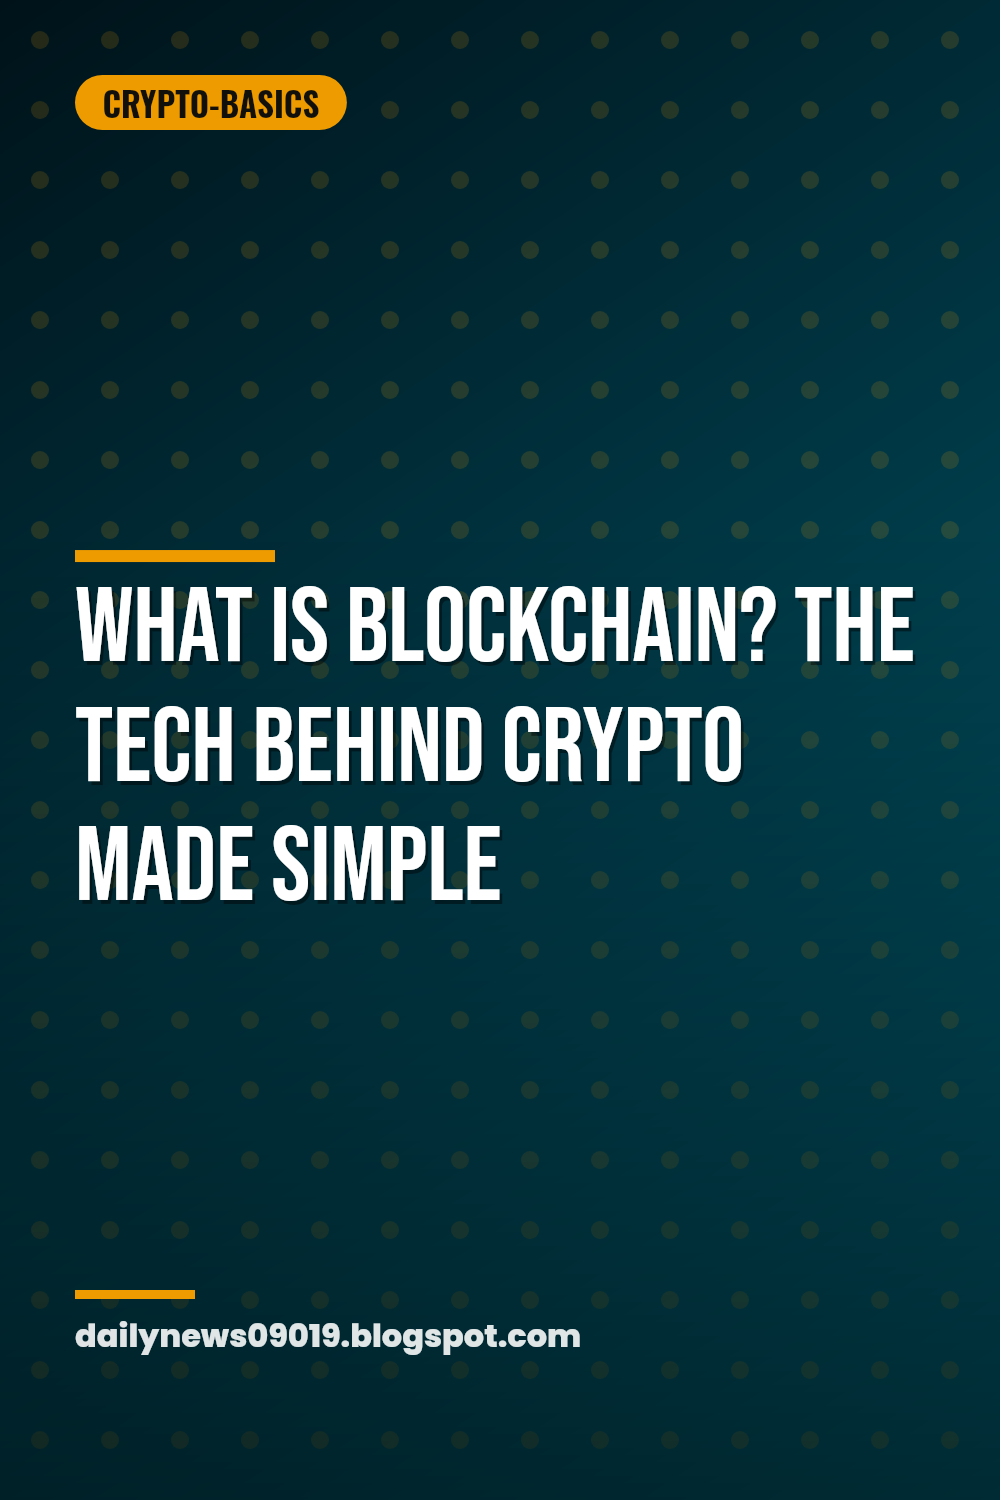 CRYPTO-BASICS
WHAT IS BLOCKCHAIN? THE
TECH BEHIND CRYPTO
MADE SIMPLE
dailynews09019.blogspot.com